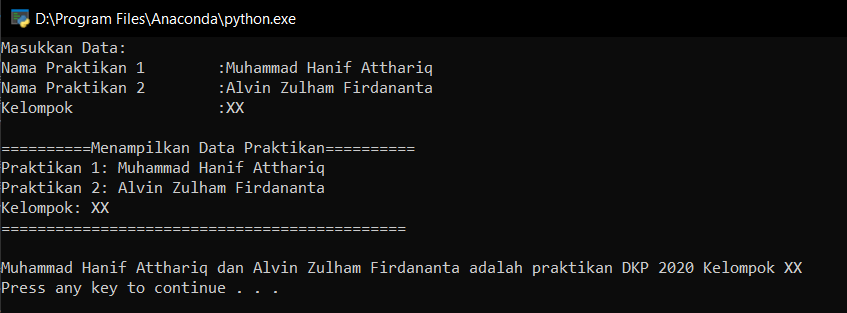 D:\Program Files\Anaconda\python.exe
Masukkan Data:
Nama Praktikan 1        :Muhammad Hanif Atthariq
Nama Praktikan 2        :Alvin Zulham Firdananta
Kelompok                :XX
==========Menampilkan Data Praktikan==========
Praktikan 1: Muhammad Hanif Atthariq
Praktikan 2: Alvin Zulham Firdananta
Kelompok: XX
=============================================
Muhammad Hanif Atthariq dan Alvin Zulham Firdananta adalah praktikan DKP 2020 Kelompok XX
Press any key to continue . . .